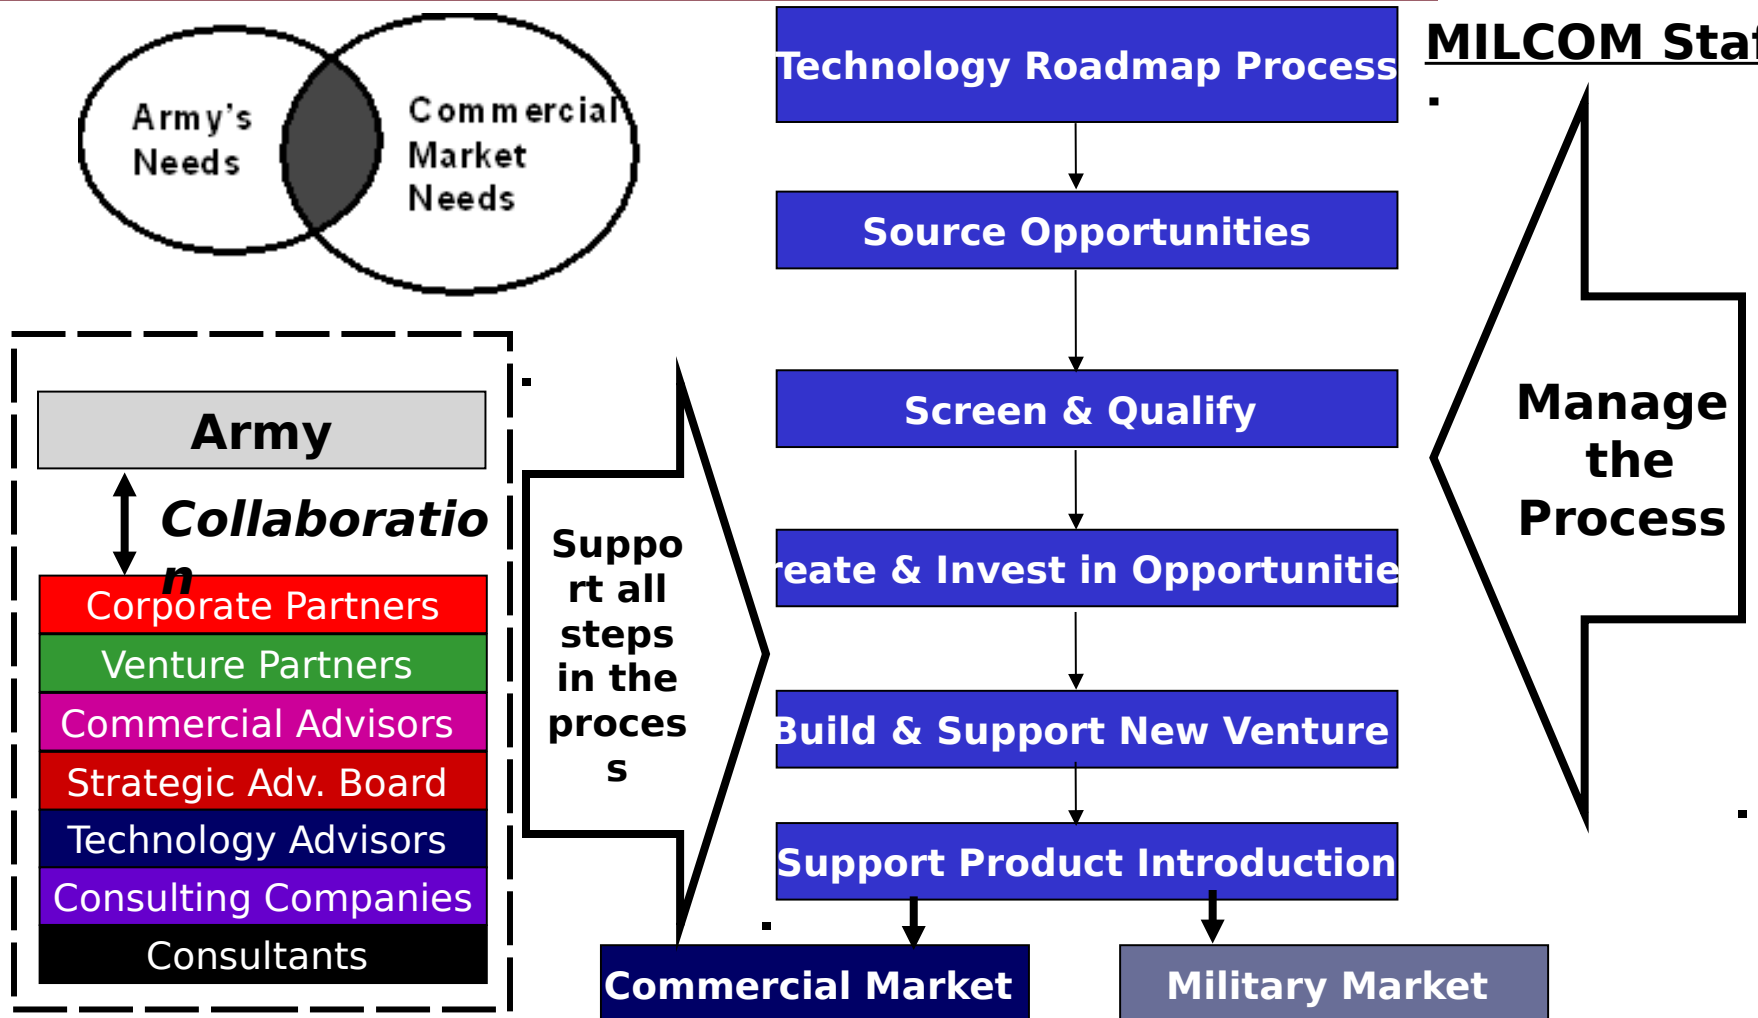 Army's
Needs
Commercial
Market
Needs
Technology Roadmap Process
Source Opportunities
Screen & Qualify
reate & Invest in Opportunitie
Build & Support New Venture
Support Product Introduction
Commercial Market
Military Market
MILCOM Staf
Manage
the
Process
Army
Collaboratio
n
Corporate Partners
Venture Partners
Commercial Advisors
Strategic Adv. Board
Technology Advisors
Consulting Companies
Consultants
Suppo
rt all
steps
in the
proces
s